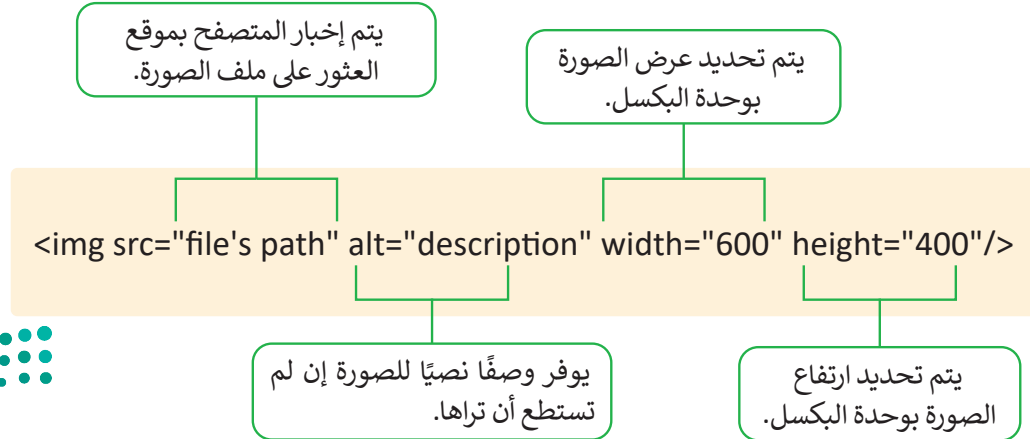 يتم إخبار المتصفح بموقع
العثور على ملف الصورة.
يتم تحديد عرض الصورة
بوحدة البكسل.
<img src="file's path" alt="description" width="600" height="400"/>
يوفر وصفًا نصيًا للصورة إن لم
تستطع أن تراها.
يتم تحديد ارتفاع
الصورة بوحدة البكسل.